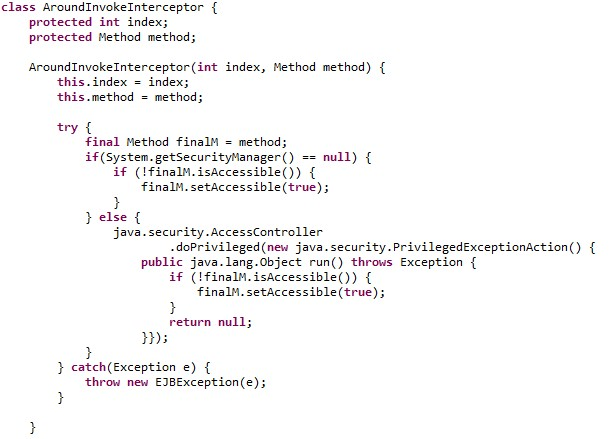 class AroundInvokeInterceptor {
    protected int index;
    protected Method method;

    AroundInvokeInterceptor(int index, Method method) {
        this.index = index;
        this.method = method;

        try {
            final Method finalM = method;
            if(System.getSecurityManager() == null) {
                if (!finalM.isAccessible()) {
                    finalM.setAccessible(true);
                }
            } else {
                java.security.AccessController
                        .doPrivileged(new java.security.PrivilegedExceptionAction() {
                    public java.lang.Object run() throws Exception {
                        if (!finalM.isAccessible()) {
                            finalM.setAccessible(true);
                        }
                        return null;
                    }});
            }
        } catch(Exception e) {
            throw new EJBException(e);
        }

    }